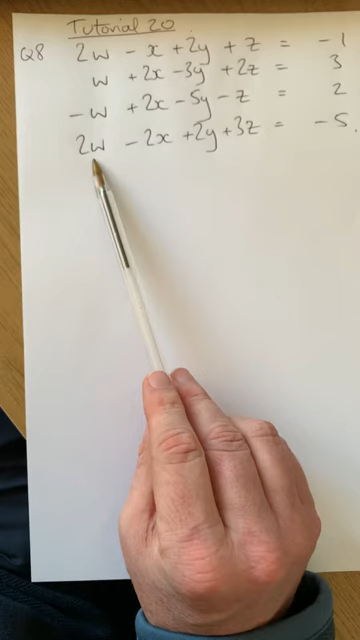 Tutorial 20
Q8 2w - x + 2y + z = -1
w + 2x - 3y + 2z = 3
-w + 2x - 5y - z = 2
2w - 2x + 2y + 3z = -5.